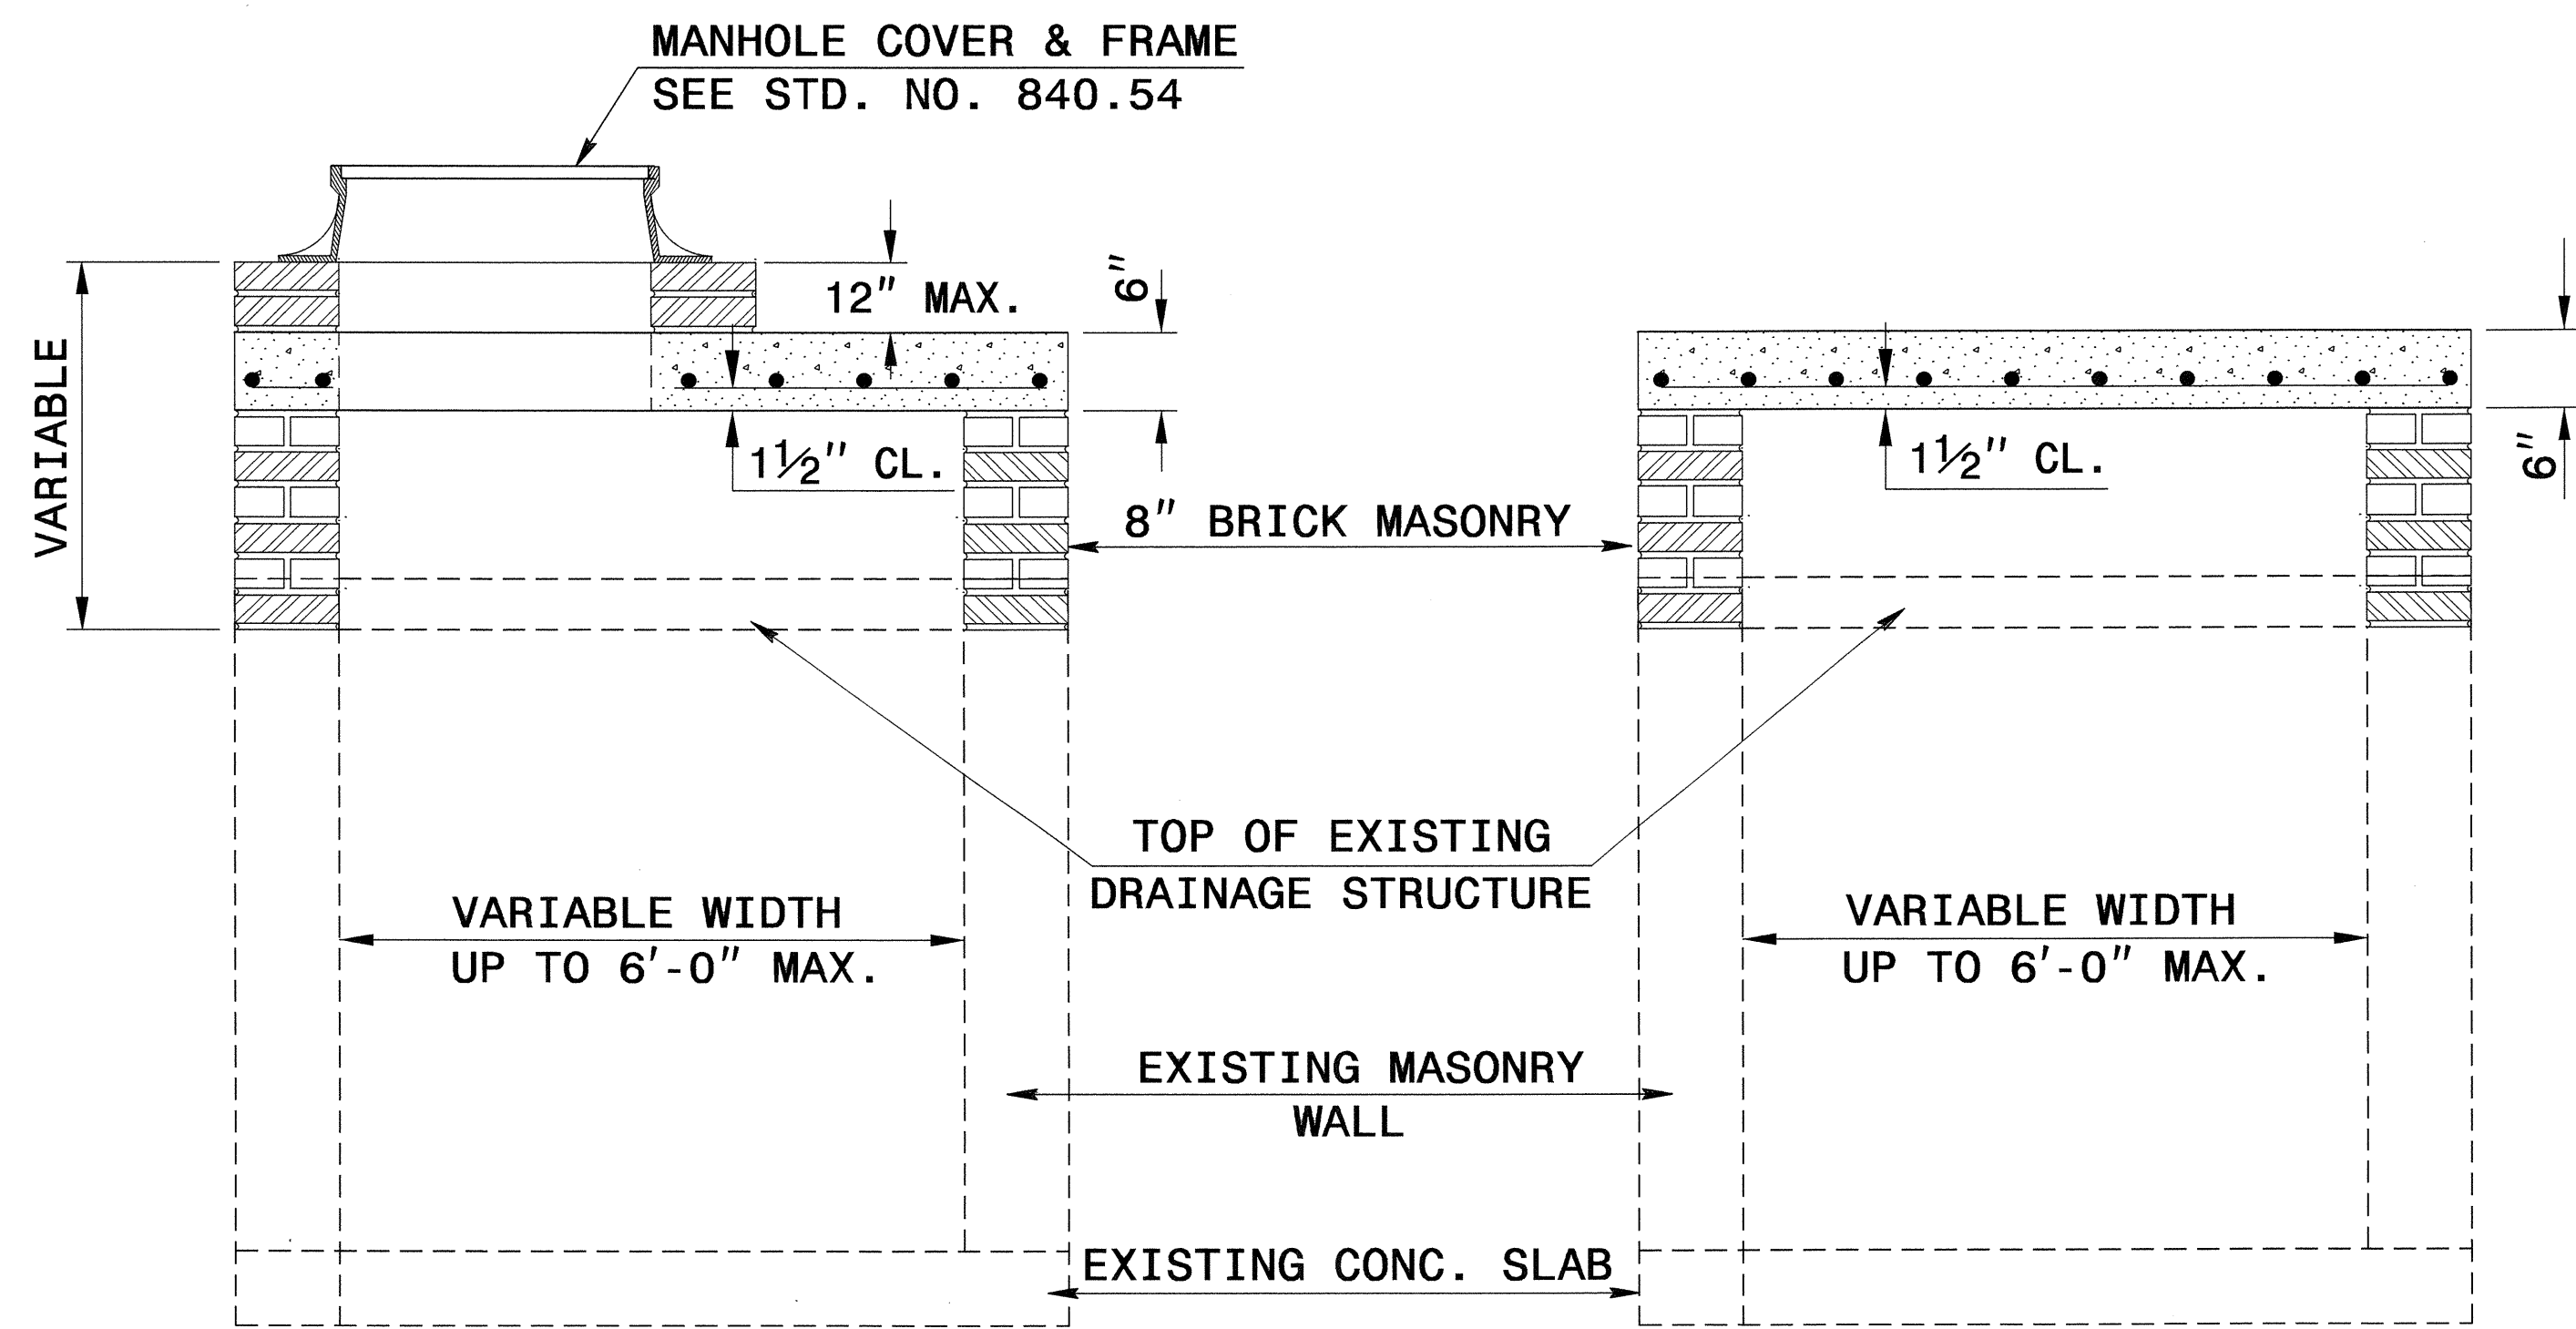 MANHOLE COVER & FRAME
SEE STD. NO. 840.54
12" MAX.
6"
VARIABLE
1½" CL.
8" BRICK MASONRY
1½" CL.
6"
TOP OF EXISTING
DRAINAGE STRUCTURE
VARIABLE WIDTH
UP TO 6'-0" MAX.
VARIABLE WIDTH
UP TO 6'-0" MAX.
EXISTING MASONRY
WALL
EXISTING CONC. SLAB